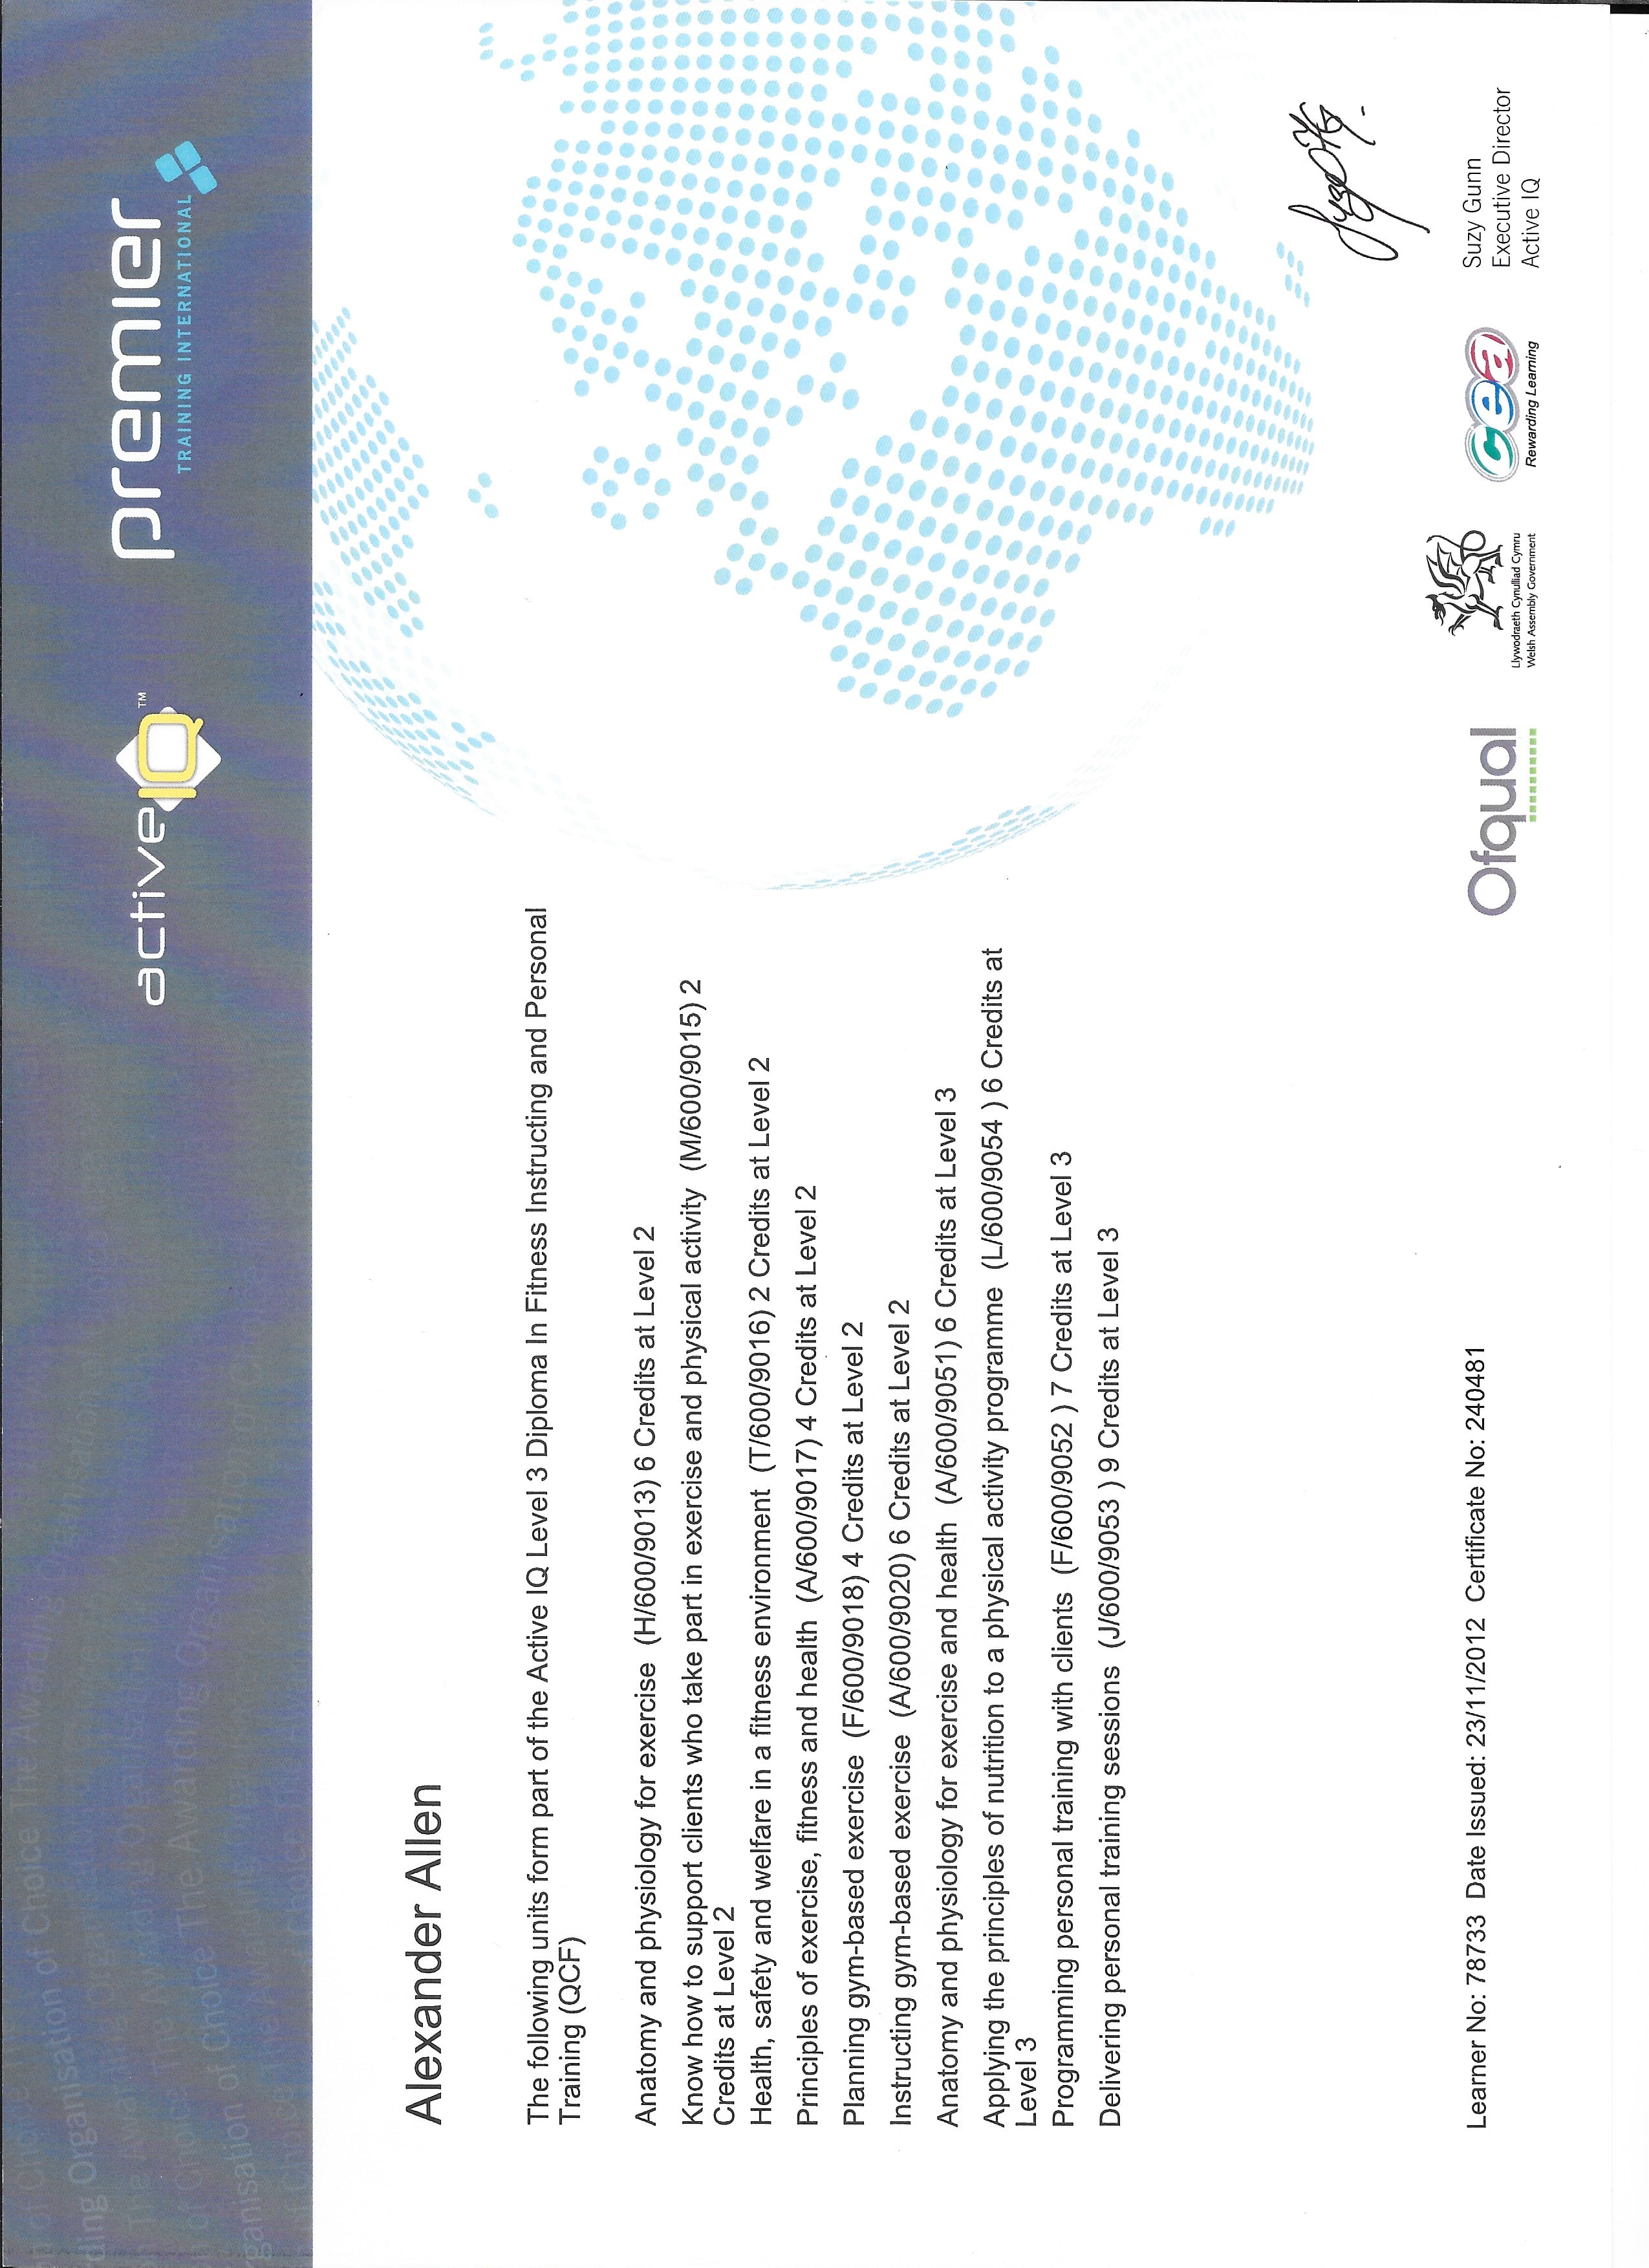 ding Organisation of Choice The Awarding Organisation of Choice
The Awarding Organisation of Choice
of Choice The Awarding Organisation
rganisation of Choice The Awarding Organisation of Choice
of Choice The Awarding
active IQ ™
premier
TRAINING INTERNATIONAL
Alexander Allen
The following units form part of the Active IQ Level 3 Diploma In Fitness Instructing and Personal
Training (QCF)
Anatomy and physiology for exercise (H/600/9013) 6 Credits at Level 2
Know how to support clients who take part in exercise and physical activity (M/600/9015) 2
Credits at Level 2
Health, safety and welfare in a fitness environment (T/600/9016) 2 Credits at Level 2
Principles of exercise, fitness and health (A/600/9017) 4 Credits at Level 2
Planning gym-based exercise (F/600/9018) 4 Credits at Level 2
Instructing gym-based exercise (A/600/9020) 6 Credits at Level 2
Anatomy and physiology for exercise and health (A/600/9051) 6 Credits at Level 3
Applying the principles of nutrition to a physical activity programme (L/600/9054 ) 6 Credits at
Level 3
Programming personal training with clients (F/600/9052 ) 7 Credits at Level 3
Delivering personal training sessions (J/600/9053 ) 9 Credits at Level 3
Learner No: 78733 Date Issued: 23/11/2012 Certificate No: 240481
Ofqual
Llywodraeth Cynulliad Cymru
Welsh Assembly Government
cea
Rewarding Learning
Suzy Gunn
Executive Director
Active IQ